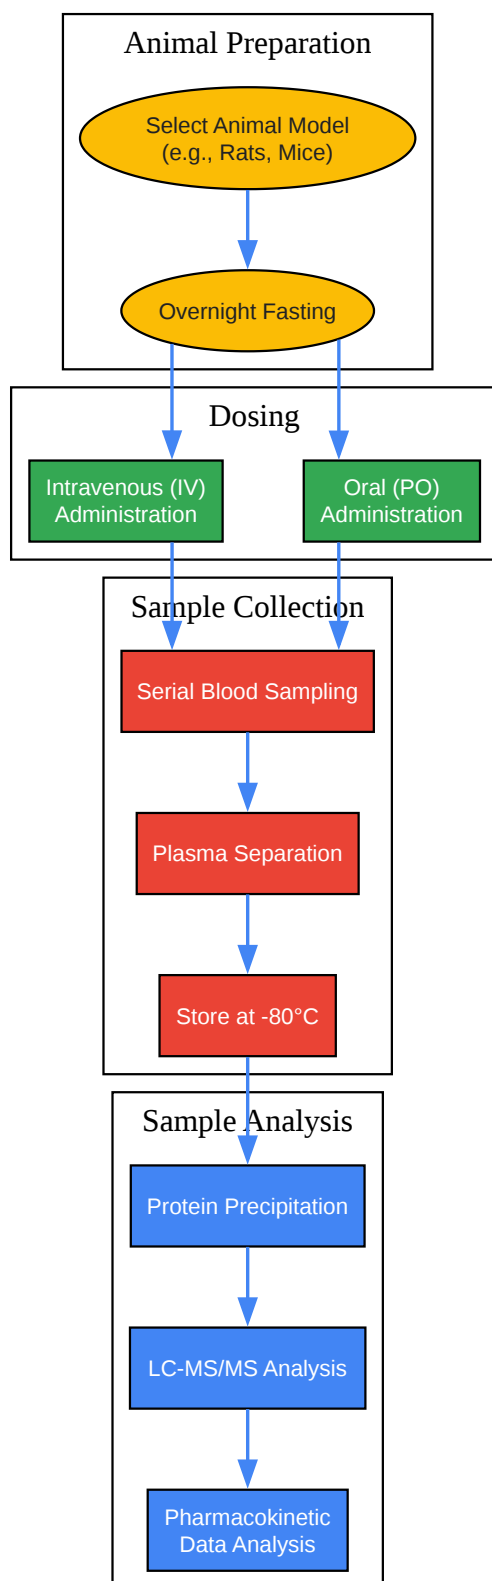 Animal Preparation
Select Animal Model
(e.g., Rats, Mice)
Overnight Fasting
Dosing
Intravenous (IV)
Administration
Oral (PO)
Administration
Sample Collection
Serial Blood Sampling
Plasma Separation
Store at -80°C
Sample Analysis
Protein Precipitation
LC-MS/MS Analysis
Pharmacokinetic
Data Analysis